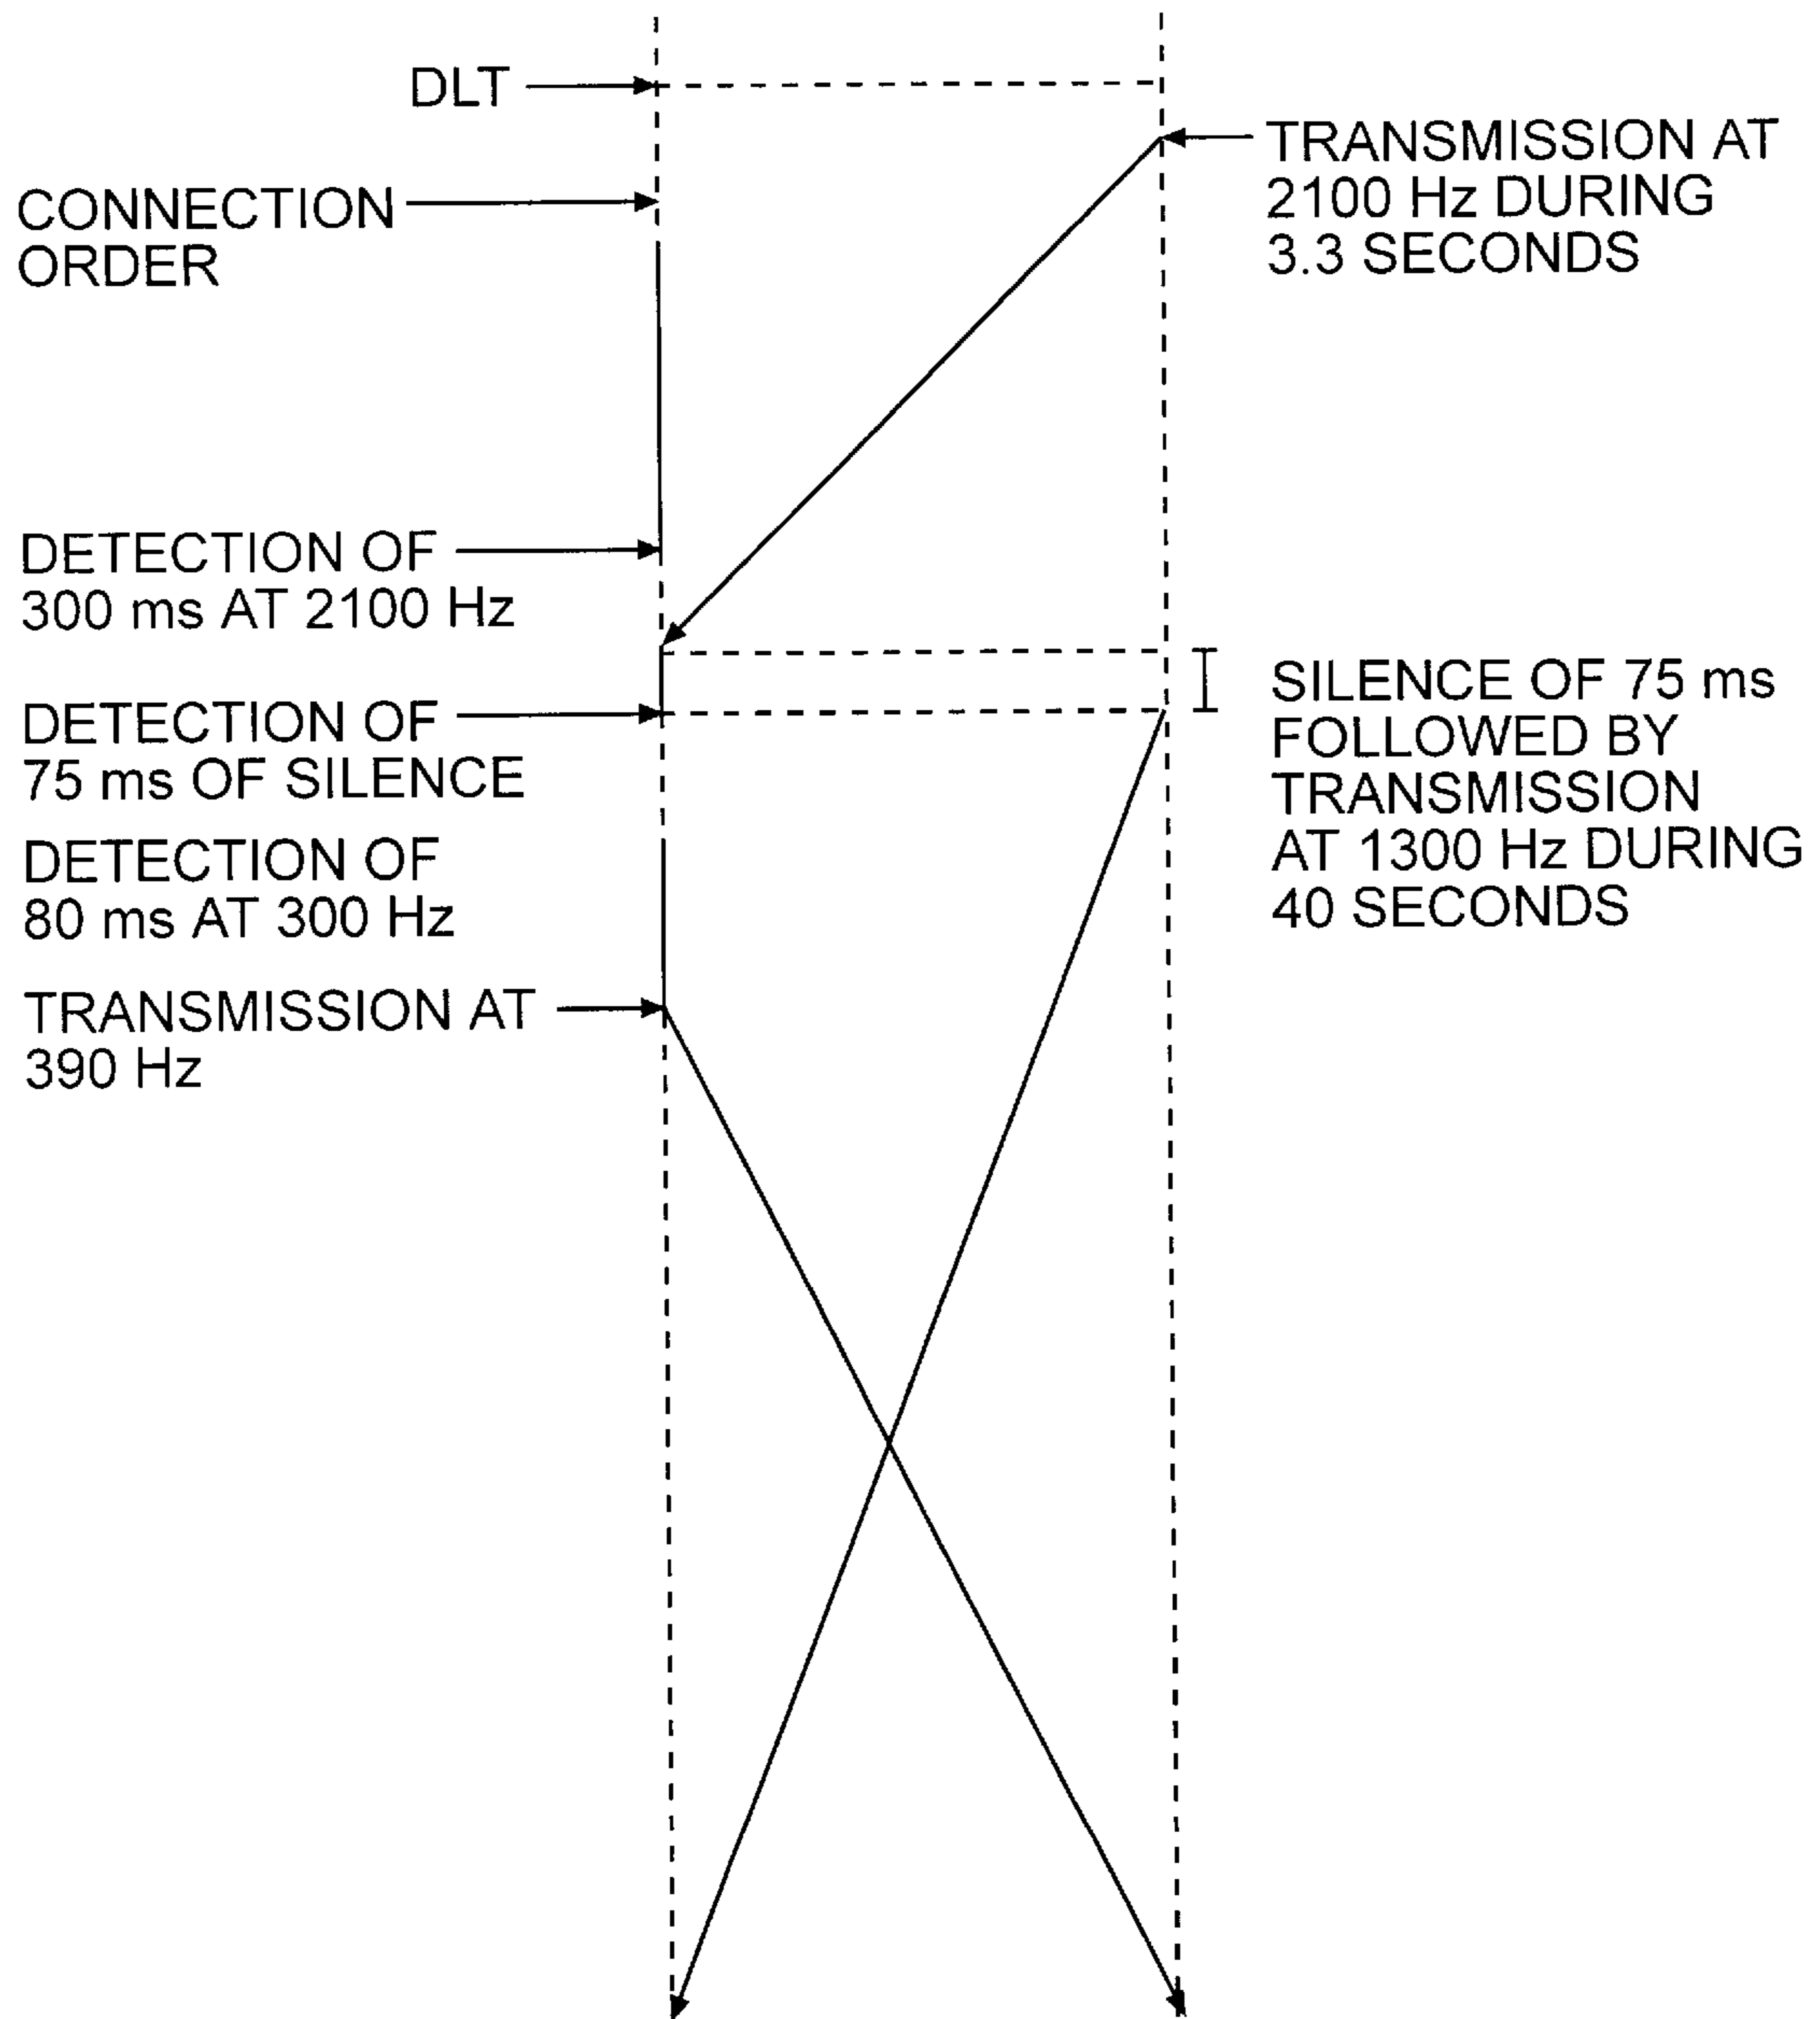 DLT
TRANSMISSION AT
2100 Hz DURING
3.3 SECONDS
CONNECTION
ORDER
DETECTION OF
300 ms AT 2100 Hz
SILENCE OF 75 ms
FOLLOWED BY
TRANSMISSION
AT 1300 Hz DURING
40 SECONDS
DETECTION OF
75 ms OF SILENCE
DETECTION OF
80 ms AT 300 Hz
TRANSMISSION AT
390 Hz